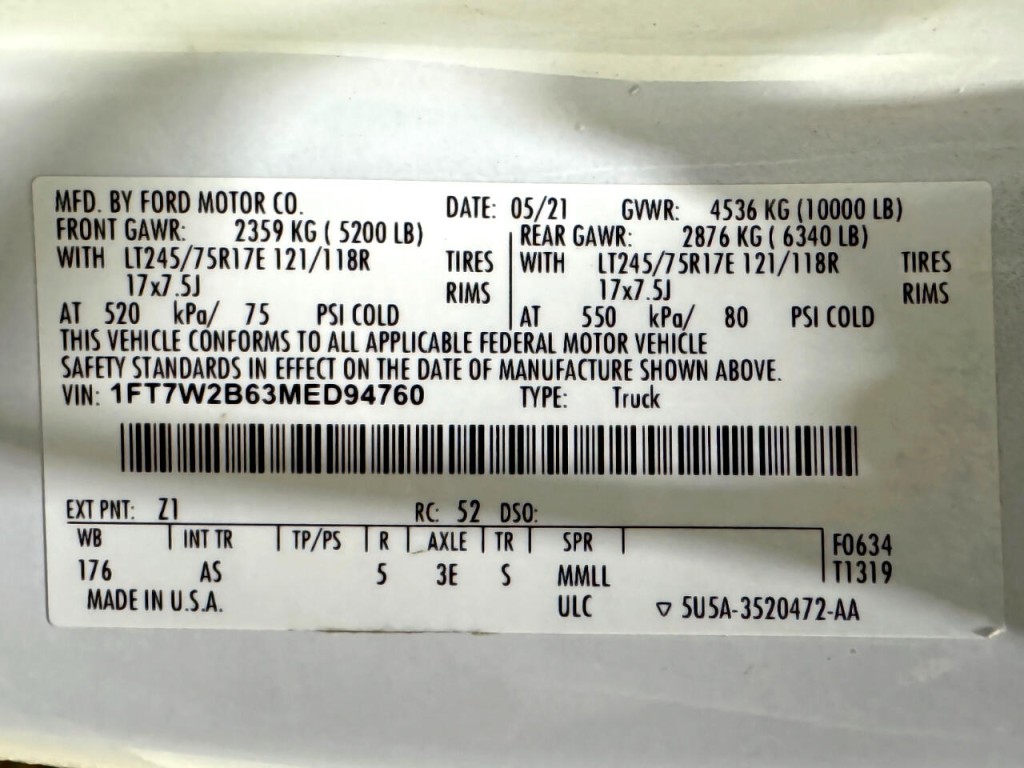 MFD. BY FORD MOTOR CO. DATE: 05/21 GVWR: 4536 KG (10000 LB)
FRONT GAWR: 2359 KG ( 5200 LB) REAR GAWR: 2876 KG ( 6340 LB)
WITH LT245/75R17E 121/118R TIRES WITH LT245/75R17E 121/118R TIRES
17x7.5J RIMS 17x7.5J RIMS
AT 520 kPa/ 75 PSI COLD AT 550 kPa/ 80 PSI COLD
THIS VEHICLE CONFORMS TO ALL APPLICABLE FEDERAL MOTOR VEHICLE
SAFETY STANDARDS IN EFFECT ON THE DATE OF MANUFACTURE SHOWN ABOVE.
VIN: 1FT7W2B63MED94760 TYPE: Truck
EXT PNT: Z1 RC: 52 DSO:
WB INT TR TP/PS R AXLE TR SPR F0634
176 AS 5 3E S MMLL T1319
MADE IN U.S.A. ULC ▽ 5U5A-3520472-AA